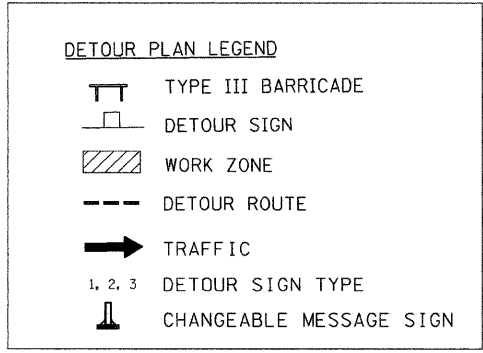 DETOUR PLAN LEGEND
TYPE III BARRICADE
DETOUR SIGN
WORK ZONE
DETOUR ROUTE
TRAFFIC
1, 2, 3 DETOUR SIGN TYPE
CHANGEABLE MESSAGE SIGN